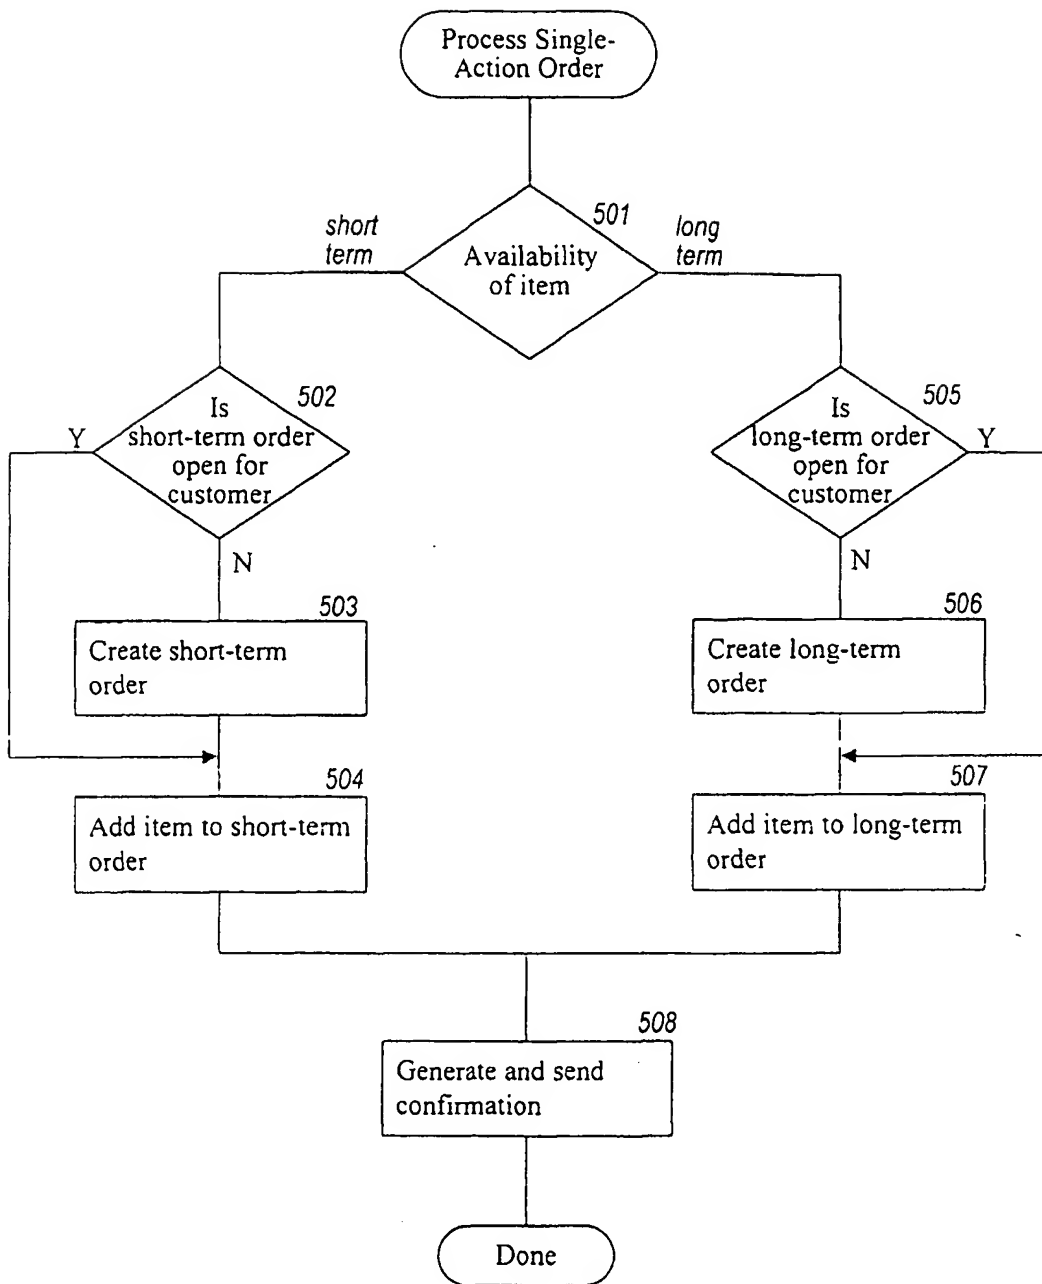 Process Single-
Action Order
501
short
term
long
term
Availability
of item
502
Is
short-term order
open for
customer
Y
N
505
Is
long-term order
open for
customer
Y
N
503
Create short-term
order
506
Create long-term
order
504
Add item to short-term
order
507
Add item to long-term
order
508
Generate and send
confirmation
Done